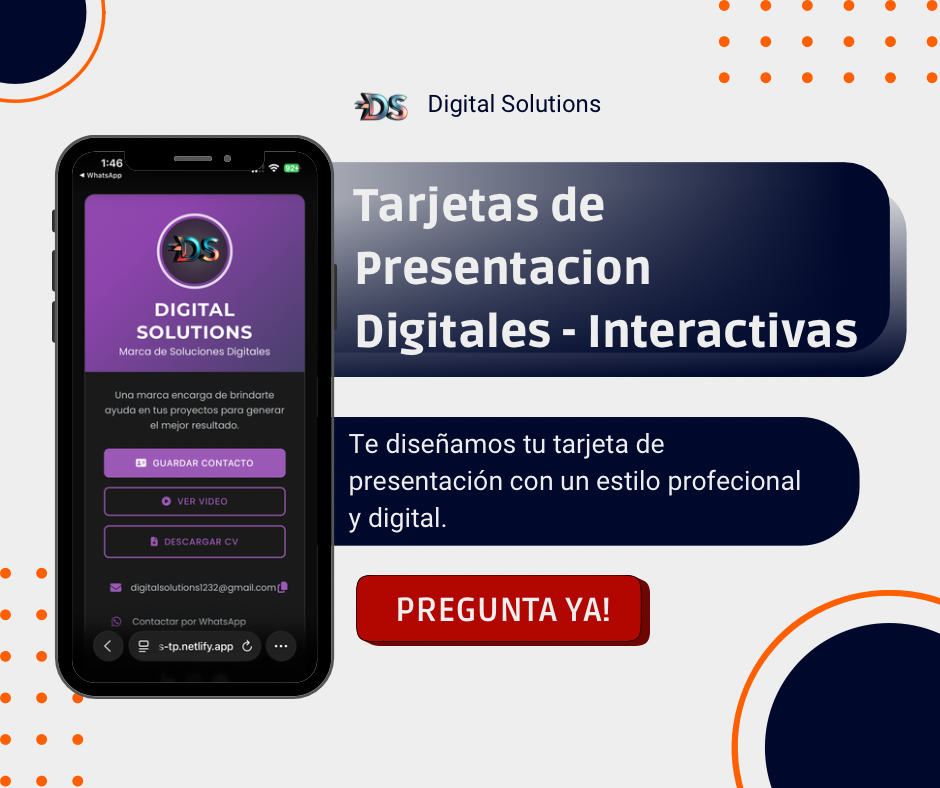 DS Digital Solutions
Tarjetas de
Presentacion
Digitales - Interactivas
Te diseñamos tu tarjeta de
presentación con un estilo profecional
y digital.
PREGUNTA YA!
1:46
92+
◀ WhatsApp
DS
DIGITAL
SOLUTIONS
Marca de Soluciones Digitales
Una marca encarga de brindarte
ayuda en tus proyectos para generar
el mejor resultado.
GUARDAR CONTACTO
VER VIDEO
DESCARGAR CV
digitalsolutions1232@gmail.com
Contactar por WhatsApp
s-tp.netlify.app